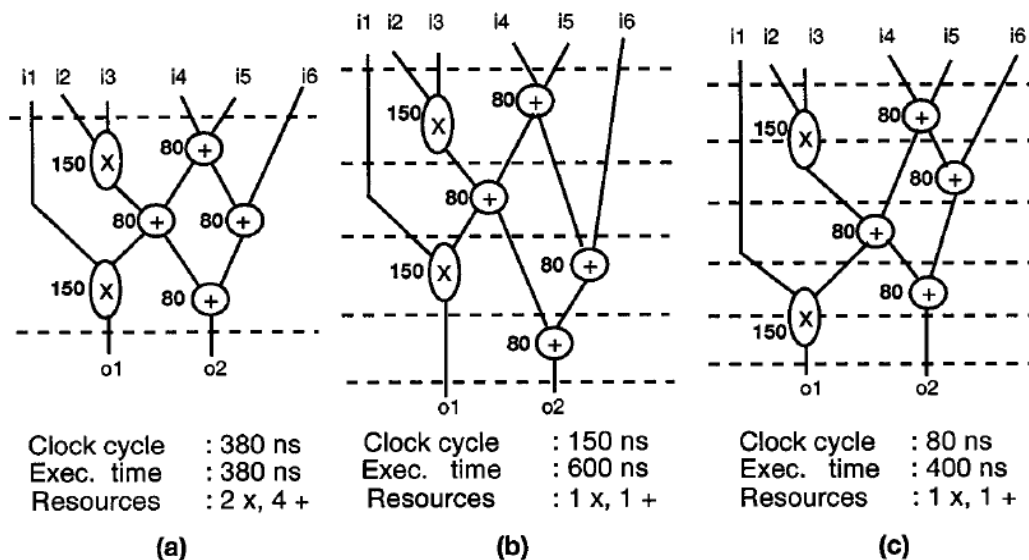 i1 i2 i3 i4 i5 i6
150 x
80 +
80 +
80 +
150 x
80 +
o1 o2
Clock cycle : 380 ns
Exec. time : 380 ns
Resources : 2 x, 4 +
(a)
i1 i2 i3 i4 i5 i6
150 x
80 +
80 +
150 x
80 +
80 +
o1 o2
Clock cycle : 150 ns
Exec. time : 600 ns
Resources : 1 x, 1 +
(b)
i1 i2 i3 i4 i5 i6
80 +
150 x
80 +
80 +
80 +
150 x
o1 o2
Clock cycle : 80 ns
Exec. time : 400 ns
Resources : 1 x, 1 +
(c)